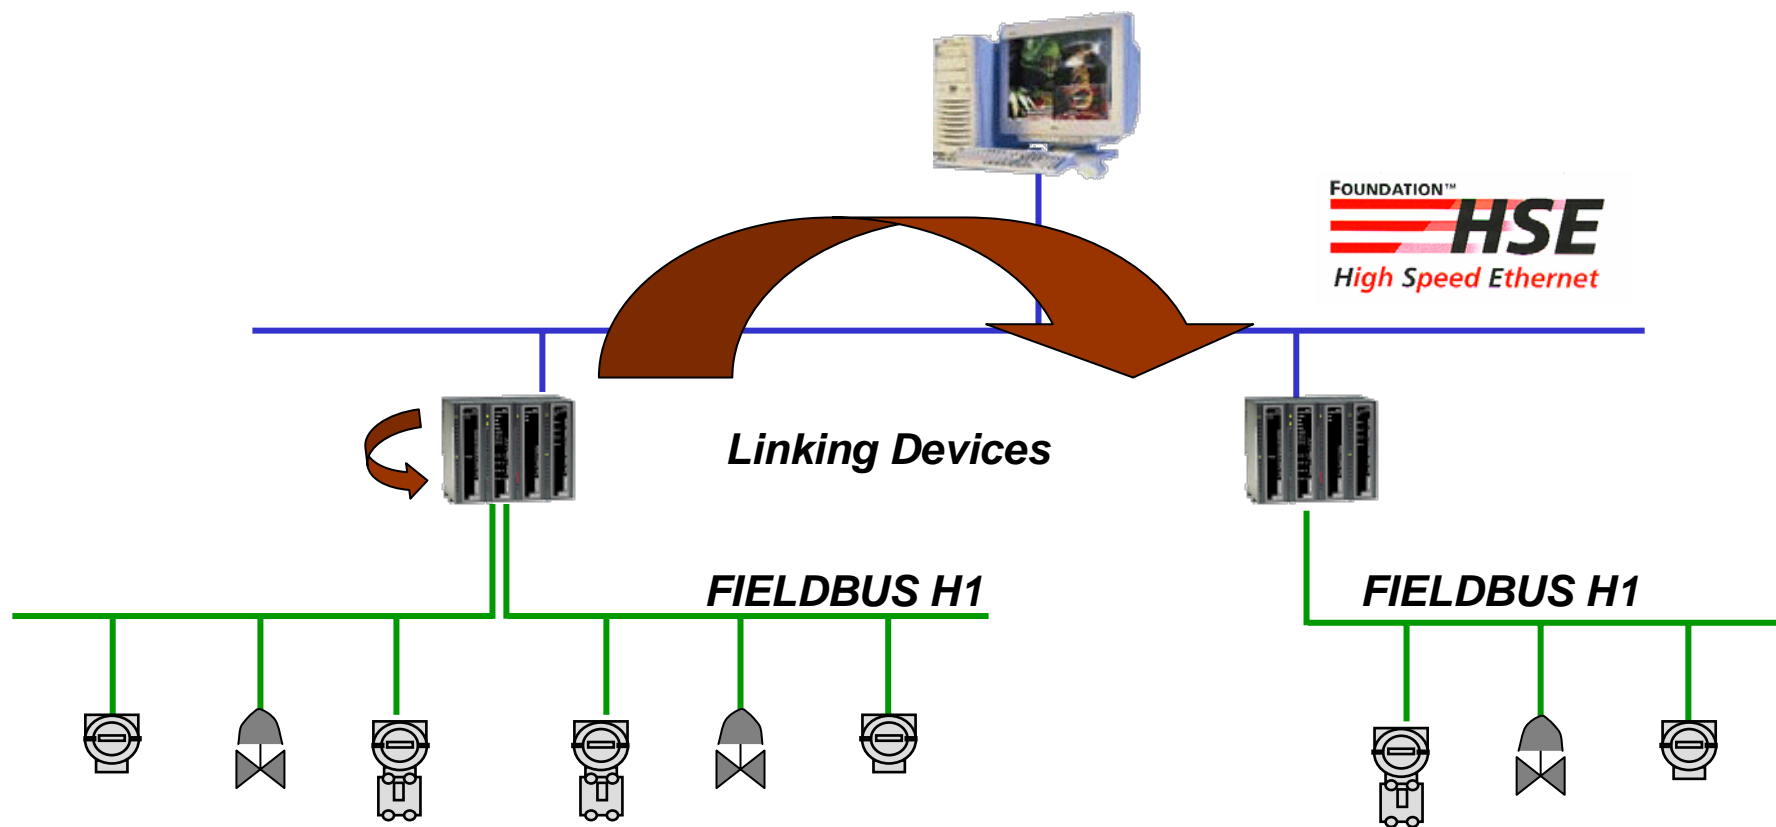 FOUNDATION™
HSE
High Speed Ethernet
Linking Devices
FIELDBUS H1
FIELDBUS H1